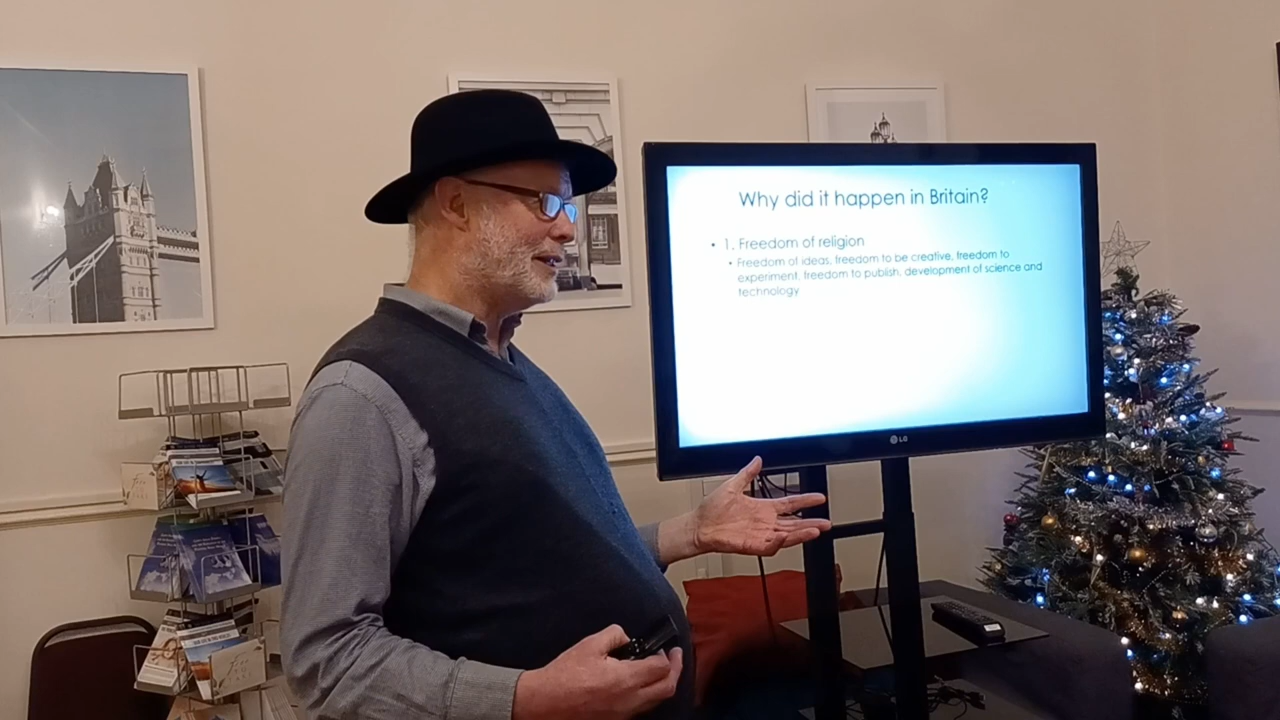 Why did it happen in Britain?
• 1. Freedom of religion
• Freedom of ideas, freedom to be creative, freedom to
experiment, freedom to publish, development of science and
technology
LG